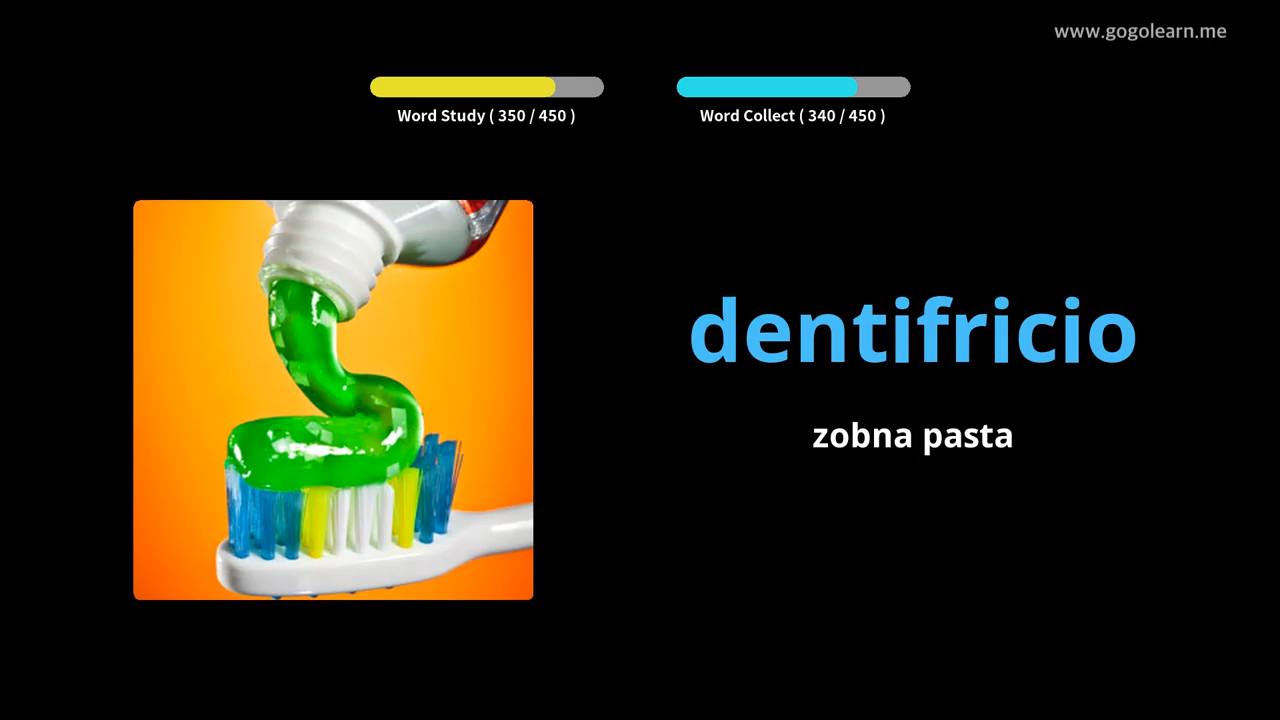 www.gogolearn.me
Word Study ( 350 / 450 )
Word Collect ( 340 / 450 )
dentifricio
zobna pasta